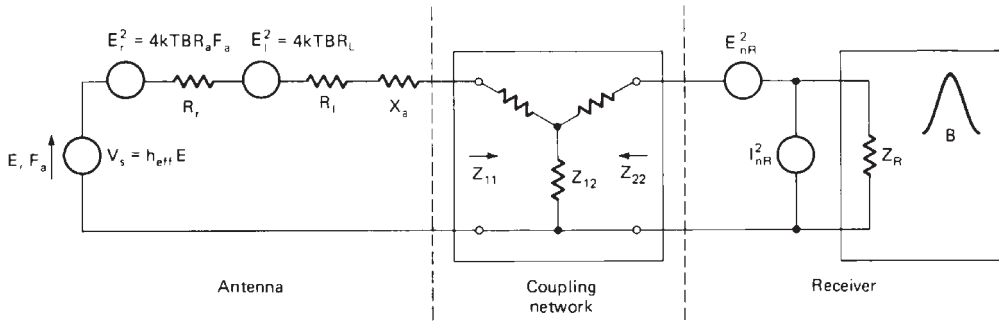 E_r^2 = 4kTBR_aF_a
E_l^2 = 4kTBR_L
R_r
R_l
X_a
E, F_a
V_s = h_eff E
Z_11
Z_12
Z_22
E_nR^2
I_nR^2
Z_R
B
Antenna
Coupling
network
Receiver